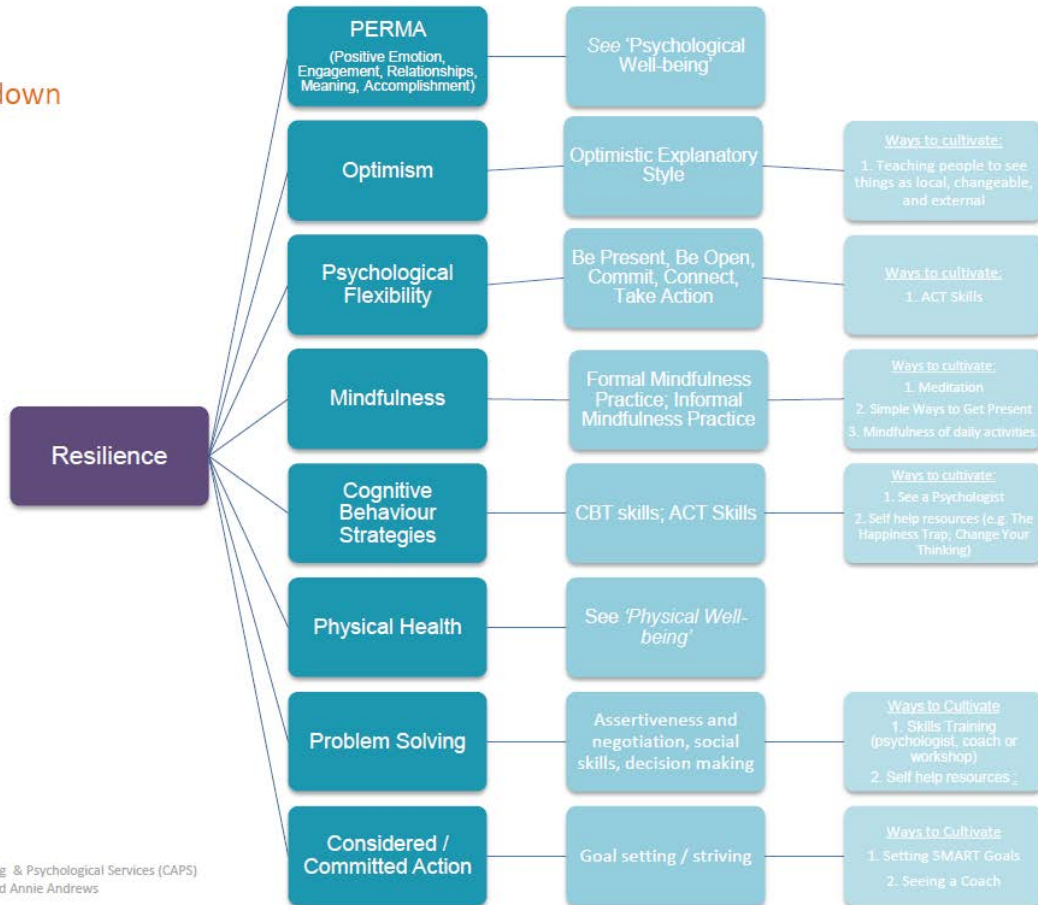 down
PERMA
(Positive Emotion,
Engagement, Relationships,
Meaning, Accomplishment)
See 'Psychological
Well-being'
Optimism
Optimistic Explanatory
Style
Ways to cultivate:
1. Teaching people to see
things as local, changeable,
and external
Psychological
Flexibility
Be Present, Be Open,
Commit, Connect,
Take Action
Ways to cultivate:
1. ACT Skills
Mindfulness
Formal Mindfulness
Practice; Informal
Mindfulness Practice
Ways to cultivate:
1. Meditation
2. Simple Ways to Get Present
3. Mindfulness of daily activities
Resilience
Cognitive
Behaviour
Strategies
CBT skills; ACT Skills
Ways to cultivate:
1. See a Psychologist
2. Self help resources (e.g. The
Happiness Trap; Change Your
Thinking)
Physical Health
See 'Physical Well-
being'
Problem Solving
Assertiveness and
negotiation, social
skills, decision making
Ways to Cultivate
1. Skills Training
(psychologist, coach or
workshop)
2. Self help resources :
Considered /
Committed Action
Goal setting / striving
Ways to Cultivate
1. Setting SMART Goals
2. Seeing a Coach
g & Psychological Services (CAPS)
d Annie Andrews